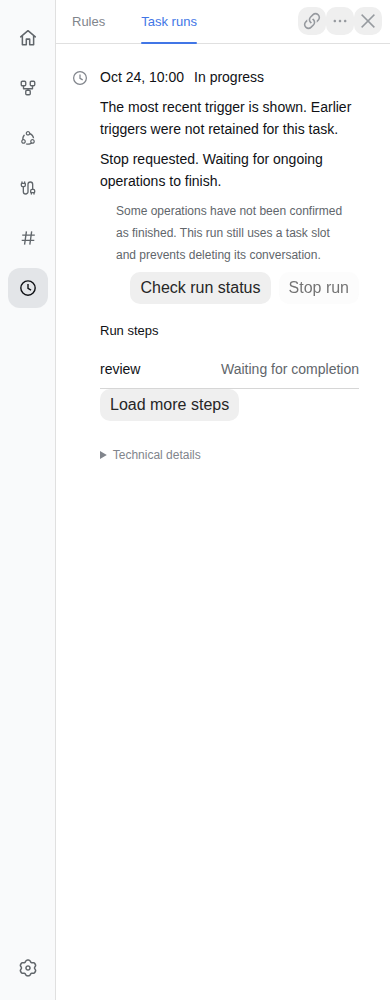 Rules
Task runs
Oct 24, 10:00 In progress
The most recent trigger is shown. Earlier
triggers were not retained for this task.
Stop requested. Waiting for ongoing
operations to finish.
Some operations have not been confirmed
as finished. This run still uses a task slot
and prevents deleting its conversation.
Check run status
Stop run
Run steps
review
Waiting for completion
Load more steps
Technical details